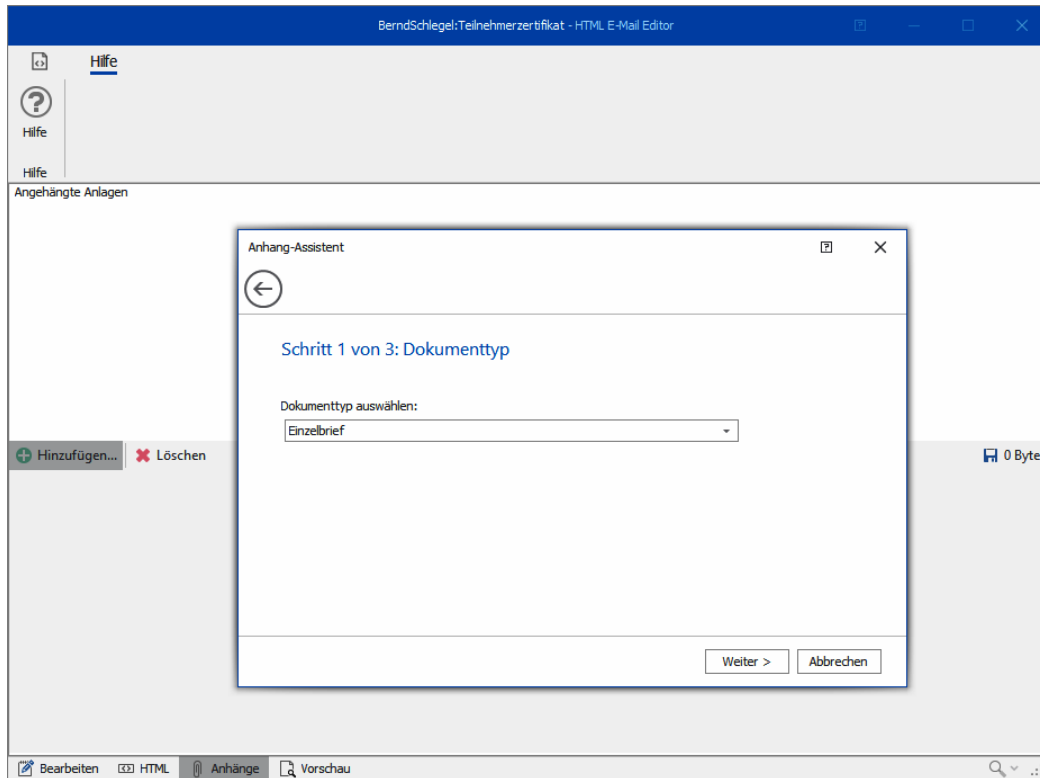 BerndSchlegel:Teilnehmerzertifikat - HTML E-Mail Editor
Hilfe
Hilfe
Hilfe
Angehängte Anlagen
Anhang-Assistent
Schritt 1 von 3: Dokumenttyp
Dokumenttyp auswählen:
Einzelbrief
Hinzufügen... Löschen 0 Byte
Weiter > Abbrechen
Bearbeiten HTML Anhänge Vorschau